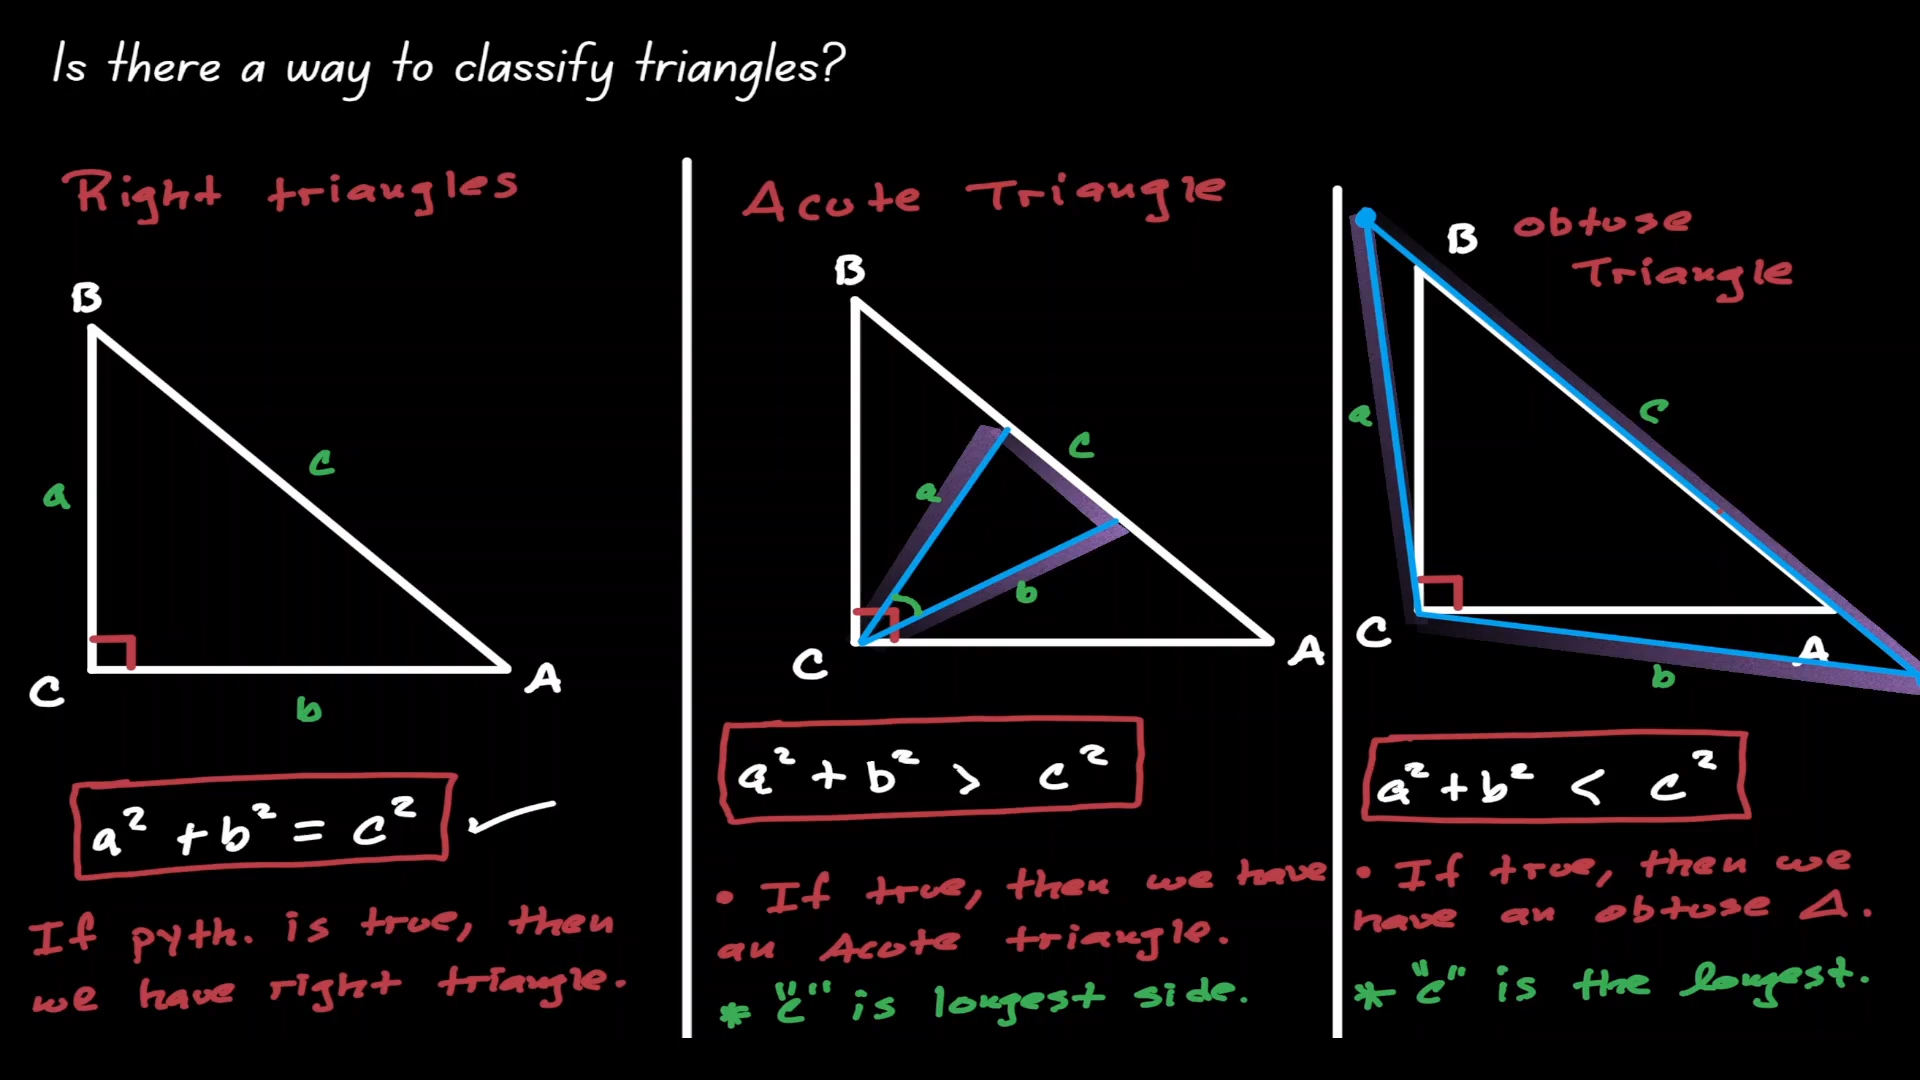 Is there a way to classify triangles?
Right triangles
B
a
c
C
b
A
a² + b² = c²
If pyth. is true, then
we have right triangle.
Acute Triangle
B
c
a
b
C
A
a² + b² > c²
• If true, then we have
an Acute triangle.
* "c" is longest side.
B
obtuse
Triangle
a
c
C
A
b
a² + b² < c²
• If true, then we
have an obtuse Δ.
* "c" is the longest.